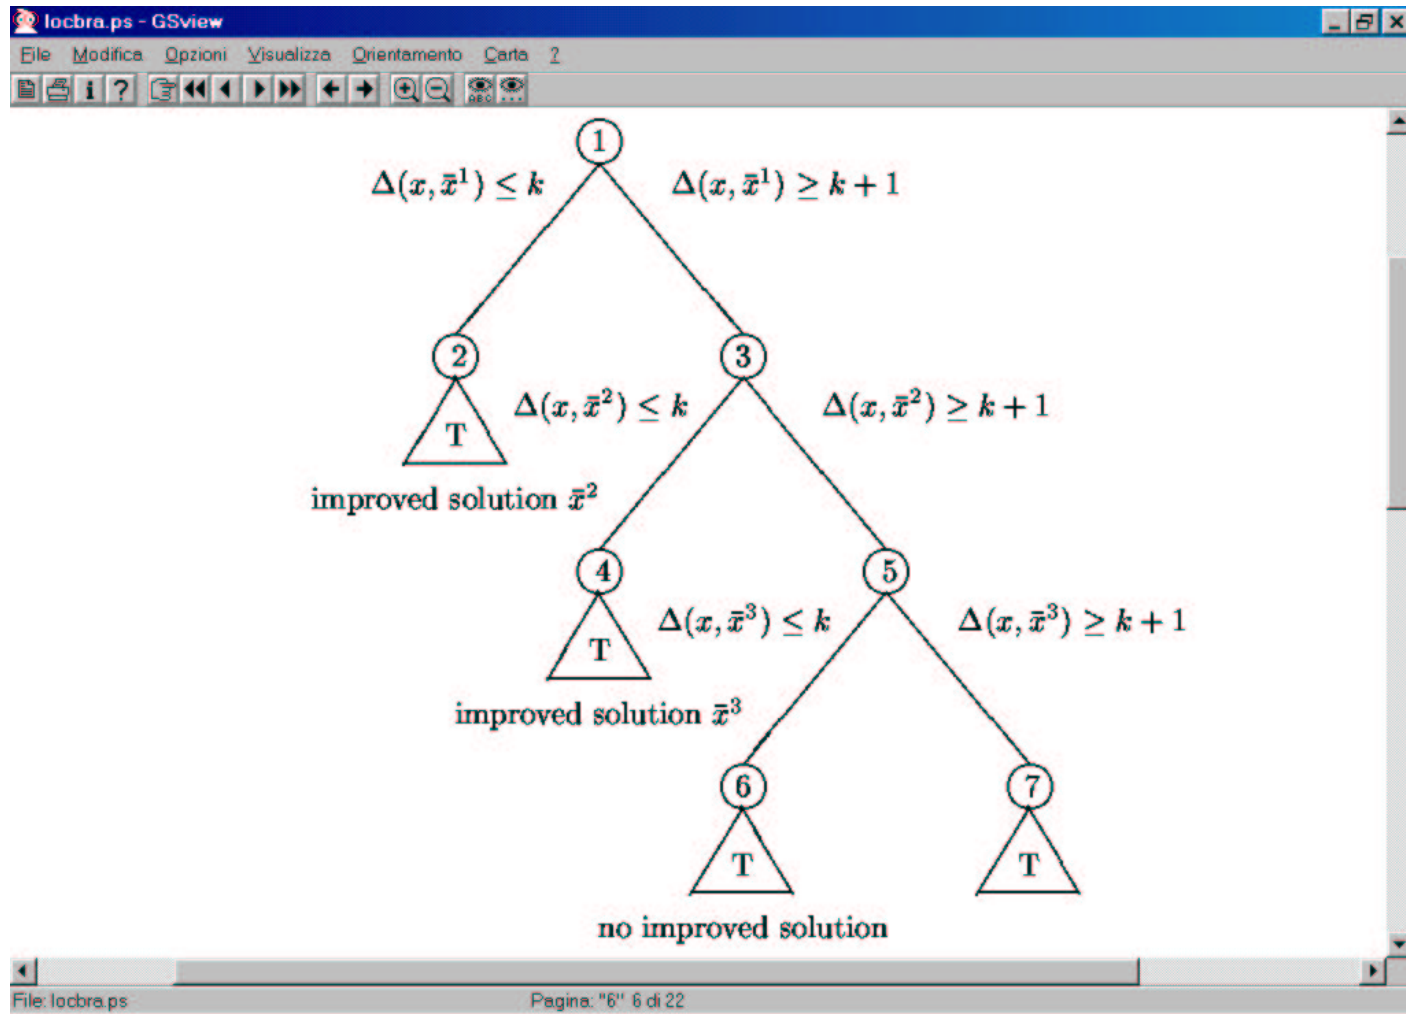 locbra.ps - GSview
File Modifica Opzioni Visualizza Orientamento Carta ?
i ? ABC
1
Δ(x, x̄¹) ≤ k Δ(x, x̄¹) ≥ k + 1
2 3
T Δ(x, x̄²) ≤ k Δ(x, x̄²) ≥ k + 1
improved solution x̄²
4 5
T Δ(x, x̄³) ≤ k Δ(x, x̄³) ≥ k + 1
improved solution x̄³
6 7
T T
no improved solution
File: locbra.ps Pagina: "6" 6 di 22